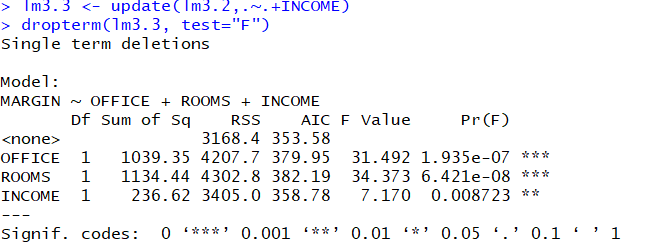 > lm3.3 <- update(lm3.2,.~.+INCOME)
> dropterm(lm3.3, test="F")
Single term deletions

Model:
MARGIN ~ OFFICE + ROOMS + INCOME
       Df Sum of Sq    RSS    AIC F Value     Pr(F)
<none>              3168.4 353.58
OFFICE  1   1039.35 4207.7 379.95  31.492 1.935e-07 ***
ROOMS   1   1134.44 4302.8 382.19  34.373 6.421e-08 ***
INCOME  1    236.62 3405.0 358.78   7.170  0.008723 **
---
Signif. codes:  0 ‘***’ 0.001 ‘**’ 0.01 ‘*’ 0.05 ‘.’ 0.1 ‘ ’ 1